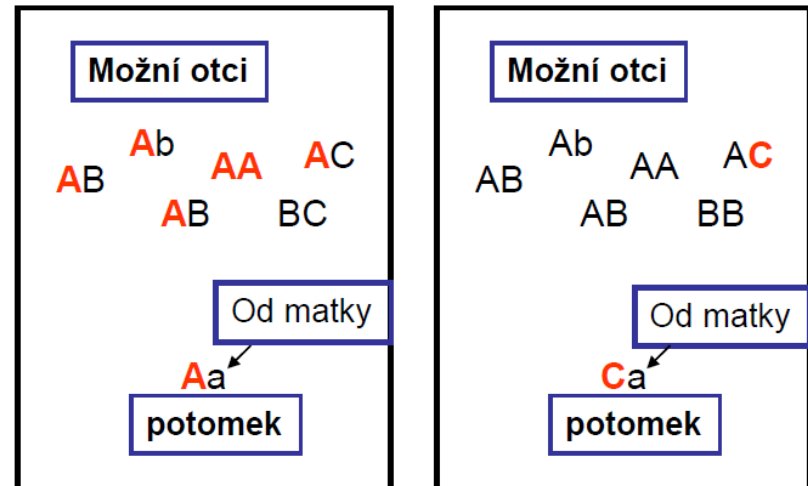 Možní otci
Ab
AB
AA
AC
AB
BC
Od matky
Aa
potomek
Možní otci
Ab
AB
AA
AC
AB
BB
Od matky
Ca
potomek